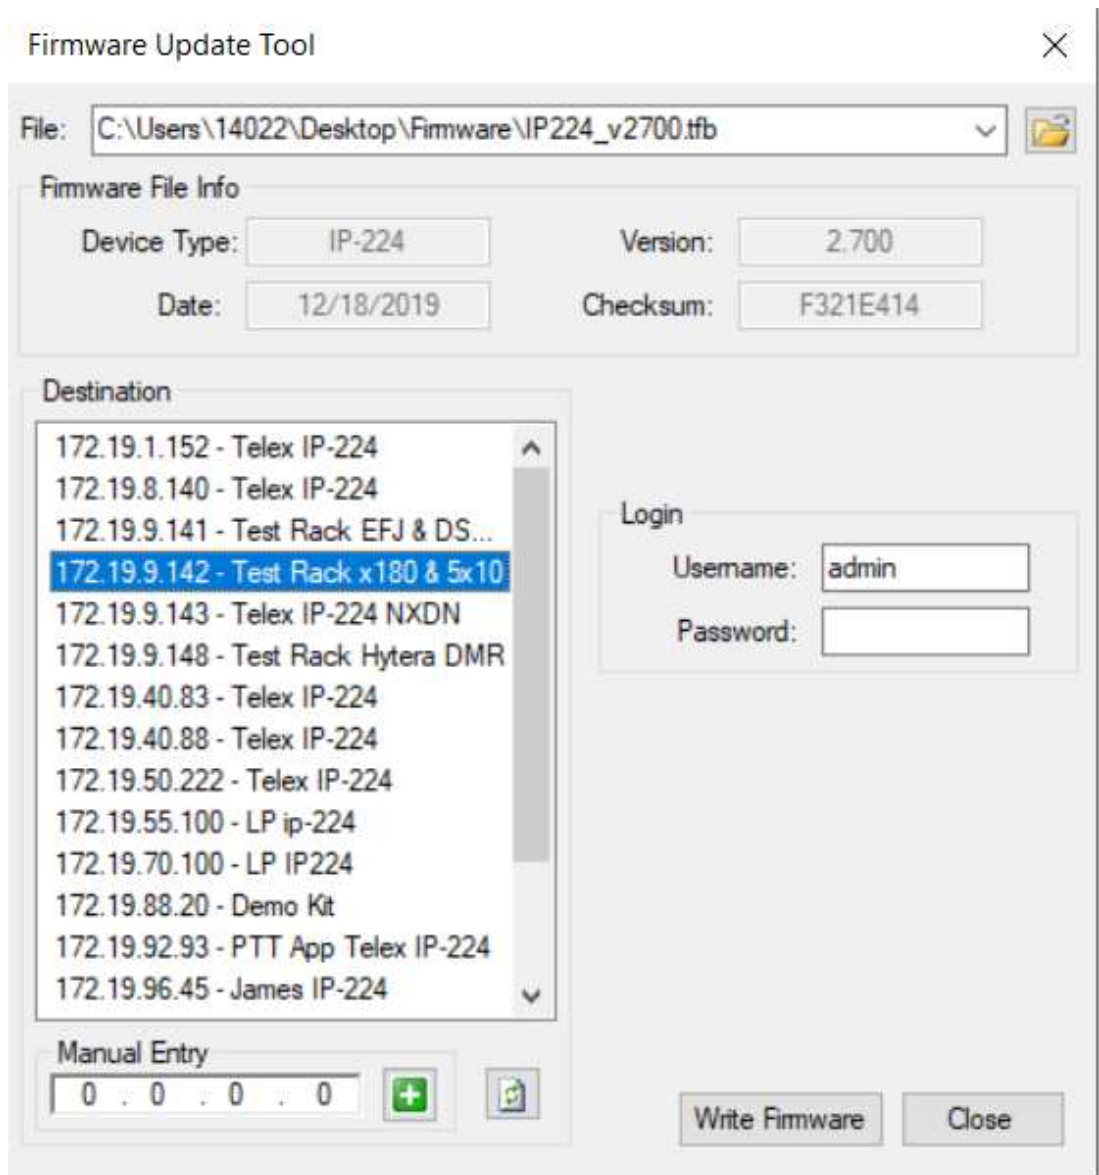 Firmware Update Tool
File: C:\Users\14022\Desktop\Firmware\IP224_v2700.tfb
Firmware File Info
Device Type: IP-224 Version: 2.700
Date: 12/18/2019 Checksum: F321E414
Destination
172.19.1.152 - Telex IP-224
172.19.8.140 - Telex IP-224
172.19.9.141 - Test Rack EFJ & DS...
172.19.9.142 - Test Rack x180 & 5x10
172.19.9.143 - Telex IP-224 NXDN
172.19.9.148 - Test Rack Hytera DMR
172.19.40.83 - Telex IP-224
172.19.40.88 - Telex IP-224
172.19.50.222 - Telex IP-224
172.19.55.100 - LP ip-224
172.19.70.100 - LP IP224
172.19.88.20 - Demo Kit
172.19.92.93 - PTT App Telex IP-224
172.19.96.45 - James IP-224
Login
Username: admin
Password:
Manual Entry
0 . 0 . 0 . 0
Write Firmware Close